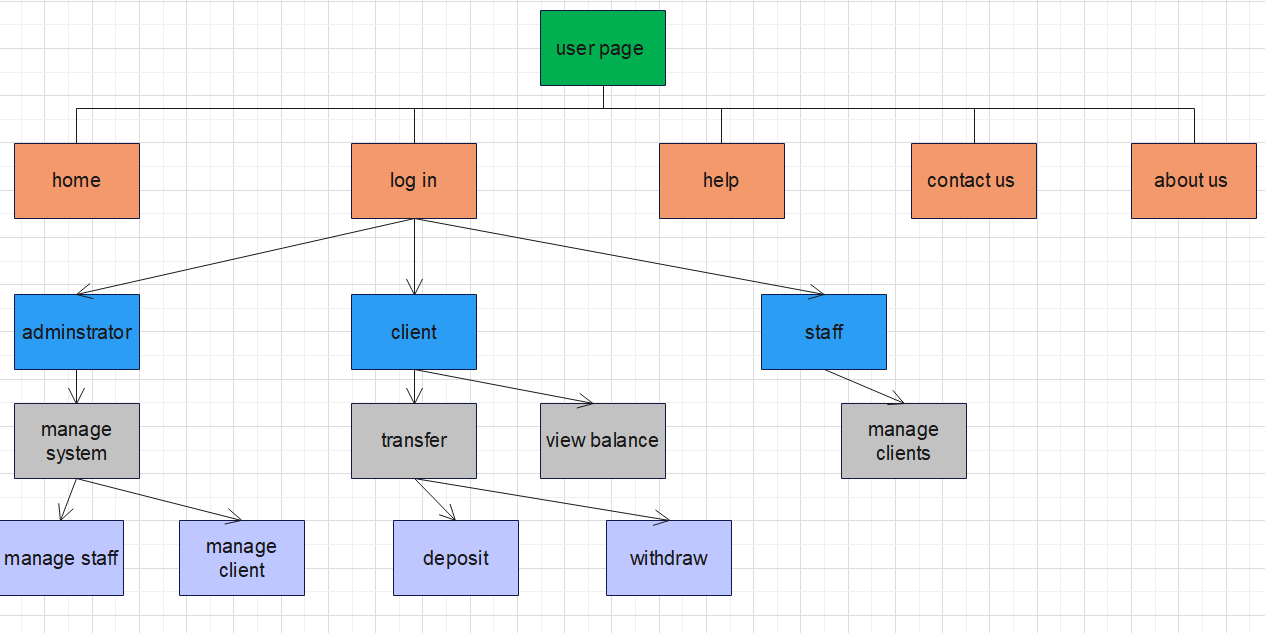 user page
home
log in
help
contact us
about us
adminstrator
client
staff
manage
system
transfer
view balance
manage
clients
manage staff
manage
client
deposit
withdraw